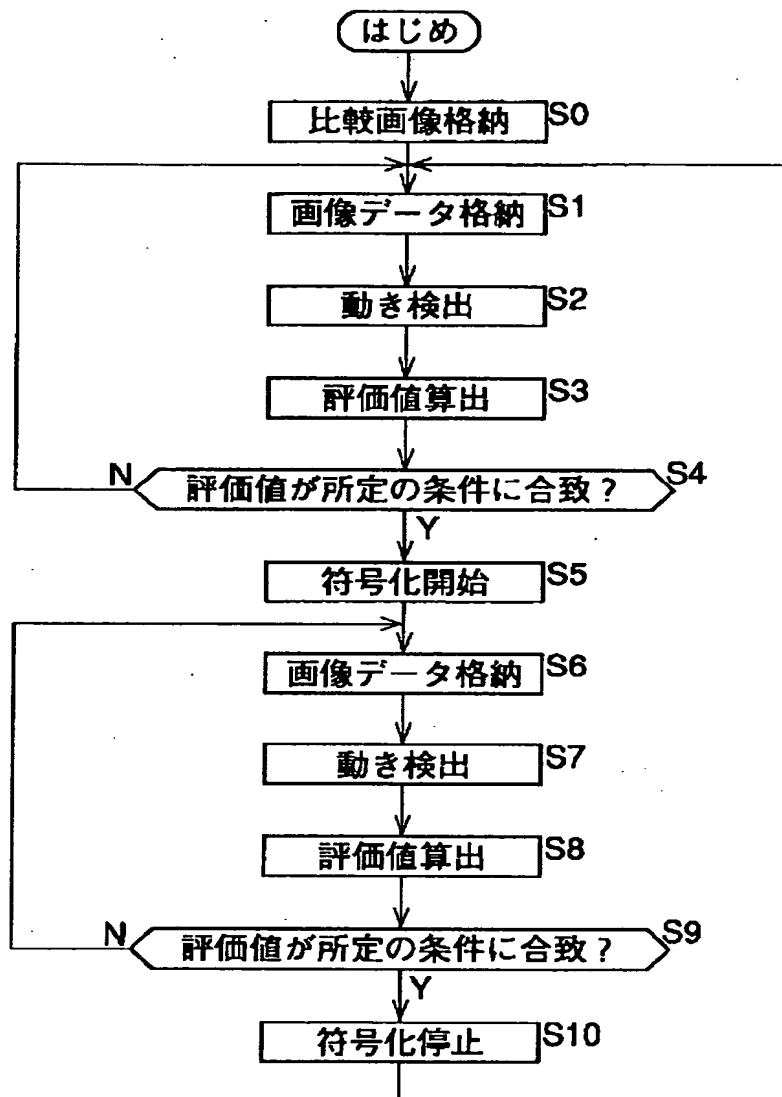 はじめ
比較画像格納 S0
画像データ格納 S1
動き検出 S2
評価値算出 S3
N 評価値が所定の条件に合致? S4
Y
符号化開始 S5
画像データ格納 S6
動き検出 S7
評価値算出 S8
N 評価値が所定の条件に合致? S9
Y
符号化停止 S10